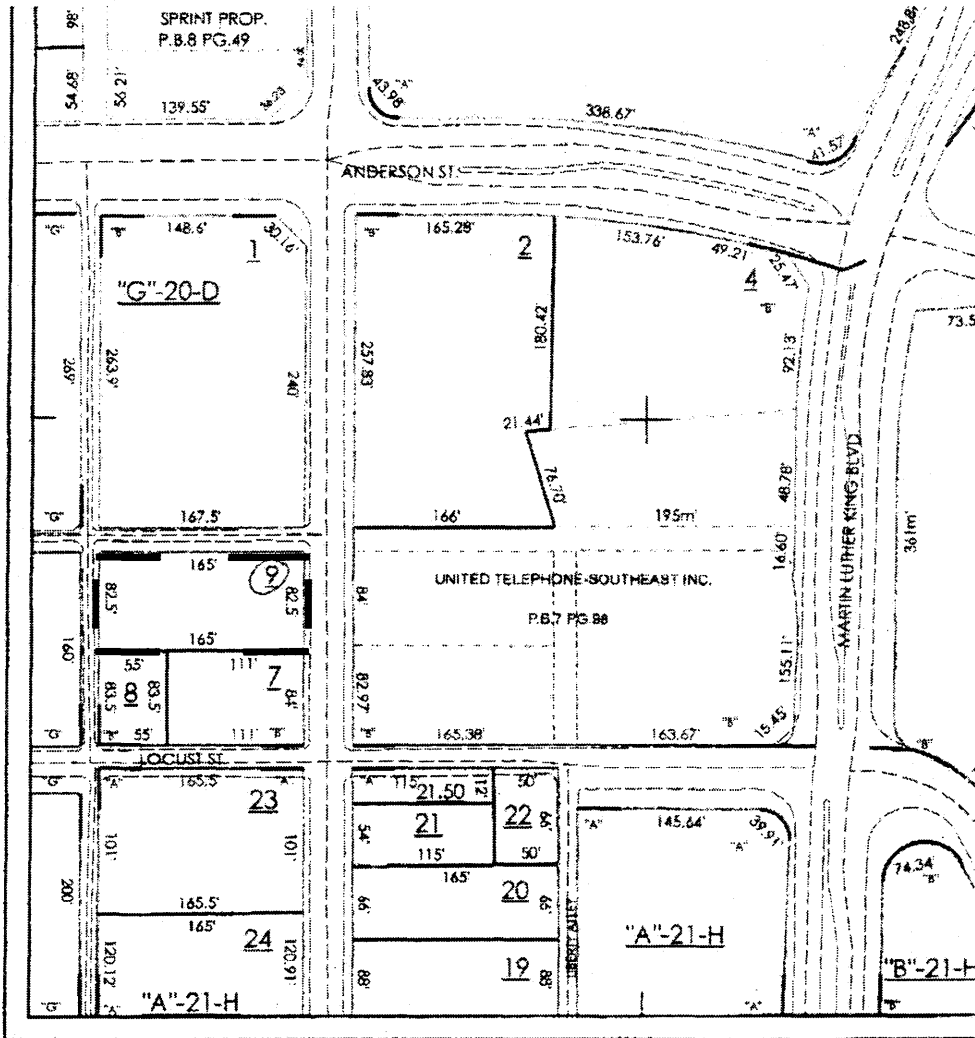 SPRINT PROP.
P.B.8 PG.49
98'
54.68'
56.21'
139.55'
36.23
43.98'
"A"
338.67'
"A"
41.57'
248.8
ANDERSON ST.
"G"
"B"
148.6'
30.16'
1
"G"-20-D
269'
263.9'
240'
167.5'
"G"
"B"
165.28'
2
257.83'
180.42'
21.44'
76.70'
166'
153.76'
49.21
25.47'
4
"B"
92.13'
48.78'
195m'
73.5
361m'
MARTIN LUTHER KING BLVD
165'
9
82.5'
82.5'
165'
160'
55'
111'
7
8
83.5'
83.5'
84'
55'
111'
"G"
"B"
"B"
84'
UNITED TELEPHONE-SOUTHEAST INC.
P.B.7 PG.98
16.60'
155.11'
82.97'
"B"
165.38'
163.67'
"B"
15.45'
"B"
LOCUST ST.
"G"
"A"
165.5'
"A"
23
101'
101'
165.5'
200'
165'
24
120.12'
120.91'
"A"-21-H
"G"
"A"
"A"
115'
12'
50'
21.50
21
22
54'
66'
115'
50'
165'
20
66'
66'
19
88'
88'
LIBERTY ALLEY
"A"
145.64'
39.91'
"A"
"A"-21-H
"A"
74.34'
"B"
"B"-21-H
"B"